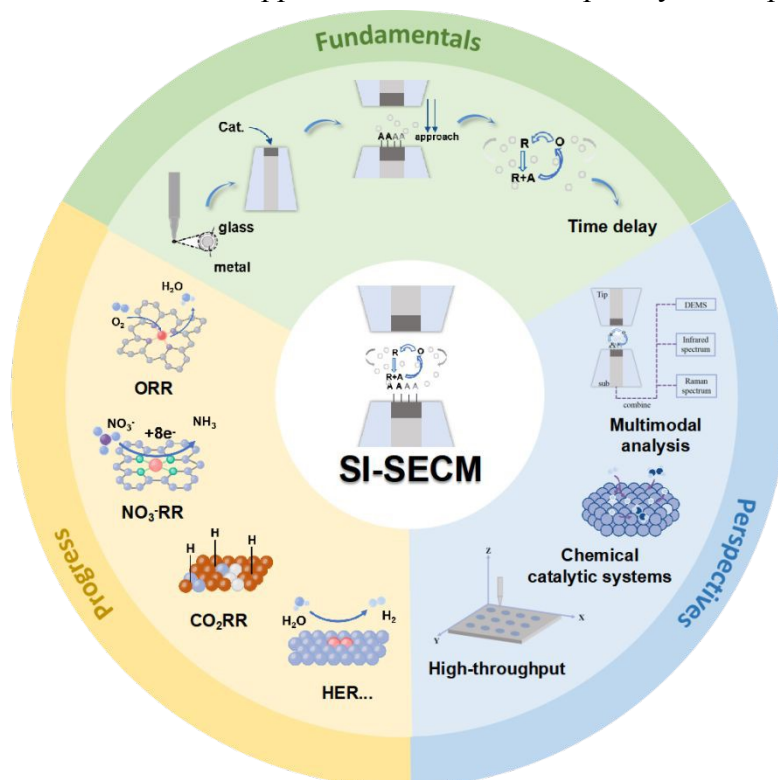 Fundamentals
Cat.
AAAA
approach
R O
R+A
Time delay
glass
metal
Progress
H₂O
O₂
ORR
NO₃⁻ +8e⁻ NH₃
NO₃⁻RR
H H H
CO₂RR
H₂O H₂
HER...
R O
R+A
AAAA
SI-SECM
Perspectives
Tip
sub
combine
DEMS
Infrared
spectrum
Raman
spectrum
Multimodal
analysis
Chemical
catalytic systems
Z
X
Y
High-throughput